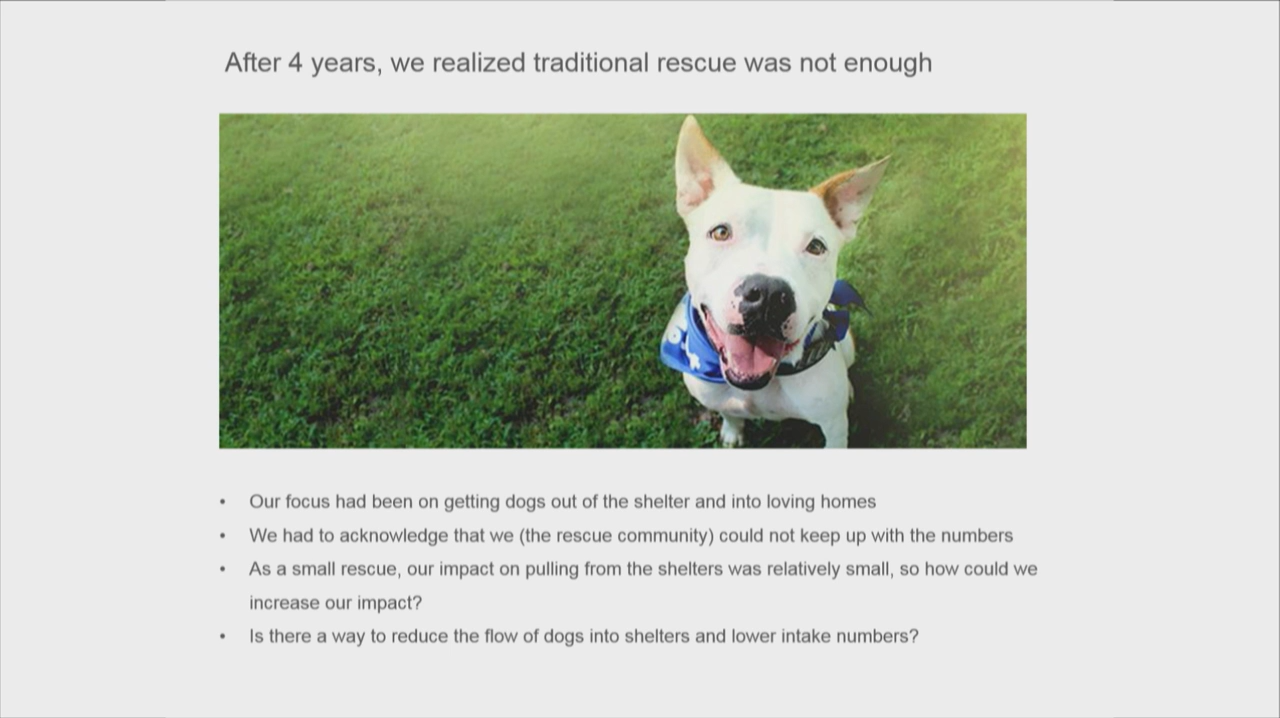 After 4 years, we realized traditional rescue was not enough
• Our focus had been on getting dogs out of the shelter and into loving homes
• We had to acknowledge that we (the rescue community) could not keep up with the numbers
• As a small rescue, our impact on pulling from the shelters was relatively small, so how could we
increase our impact?
• Is there a way to reduce the flow of dogs into shelters and lower intake numbers?